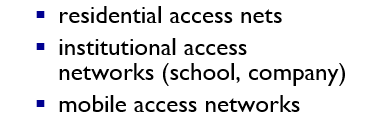 ▪ residential access nets
▪ institutional access
networks (school, company)
▪ mobile access networks